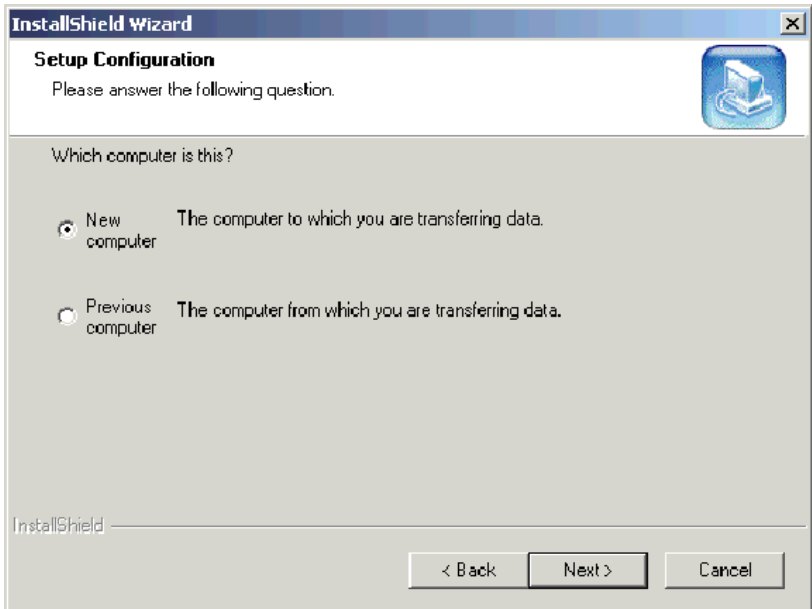 InstallShield Wizard
Setup Configuration
Please answer the following question.
Which computer is this?
New computer
The computer to which you are transferring data.
Previous computer
The computer from which you are transferring data.
InstallShield
< Back
Next >
Cancel